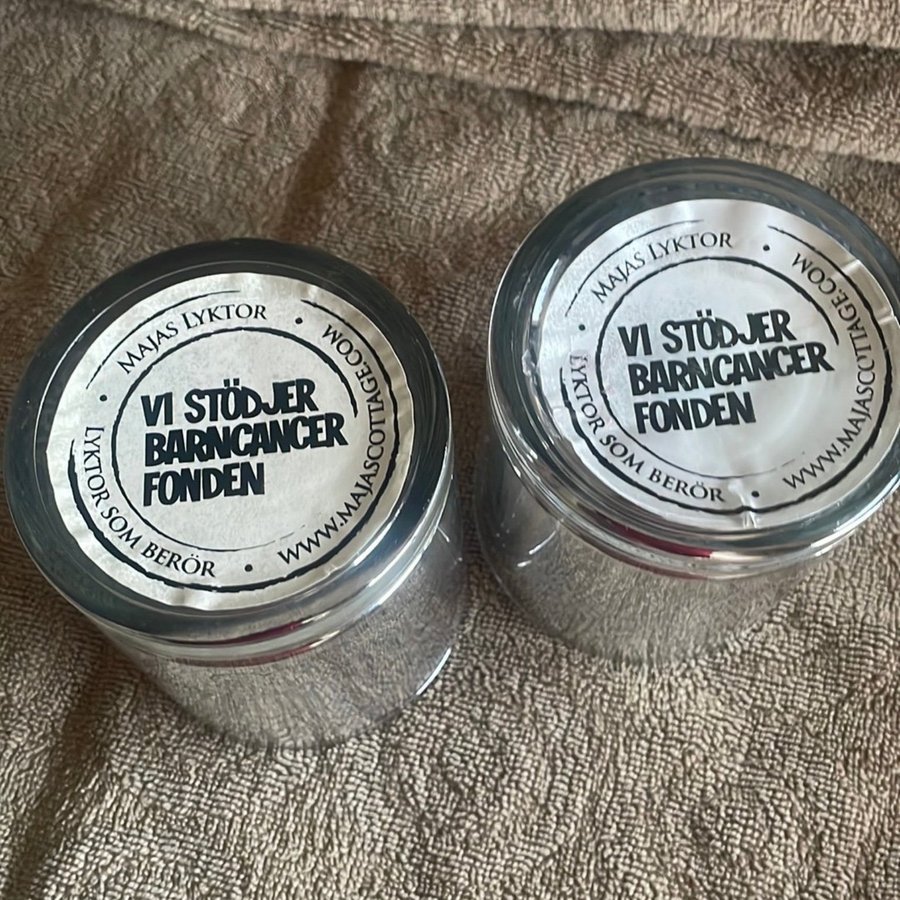 MAJAS LYKTOR
WWW.MAJASCOTTAGE.COM
LYKTOR SOM BERÖR
VI STÖDJER
BARNCANCER
FONDEN
MAJAS LYKTOR
WWW.MAJASCOTTAGE.COM
LYKTOR SOM BERÖR
VI STÖDJER
BARNCANCER
FONDEN